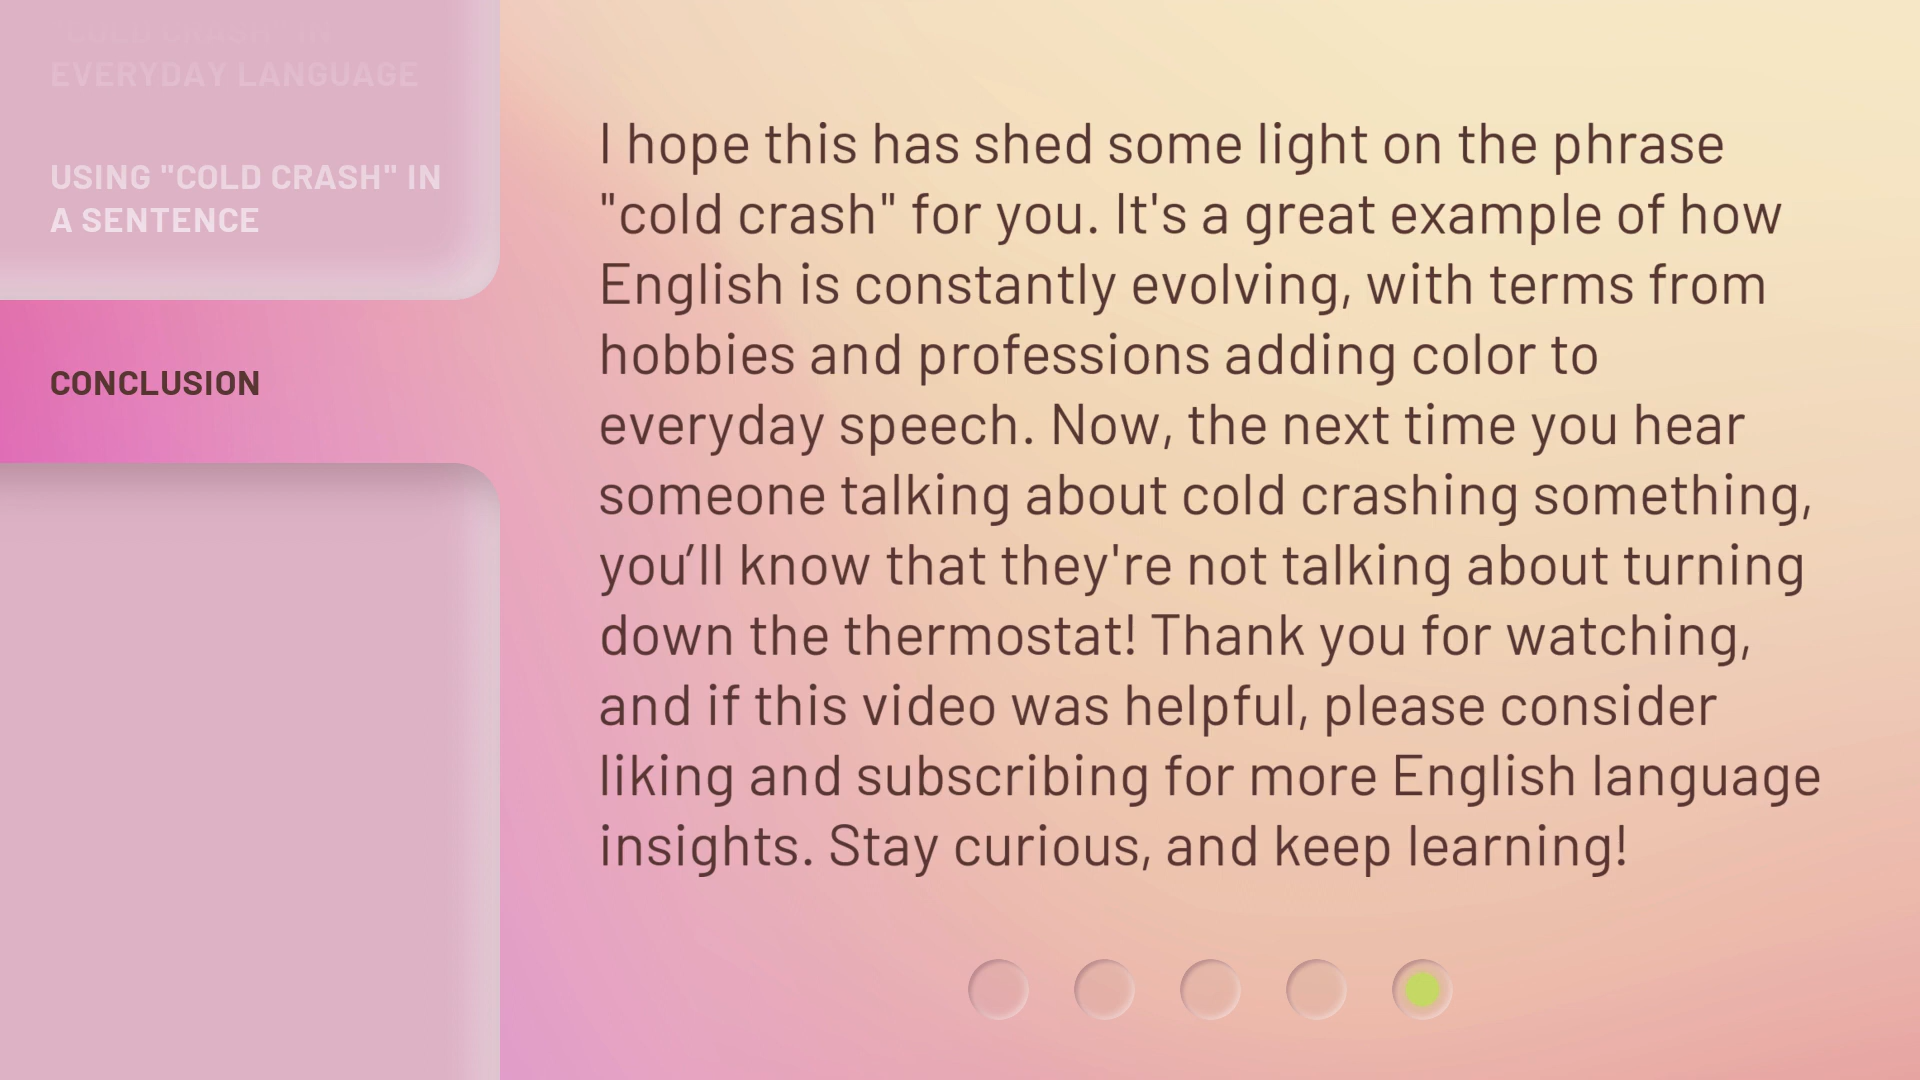 "COLD CRASH" IN
EVERYDAY LANGUAGE
USING "COLD CRASH" IN
A SENTENCE
CONCLUSION
I hope this has shed some light on the phrase
"cold crash" for you. It's a great example of how
English is constantly evolving, with terms from
hobbies and professions adding color to
everyday speech. Now, the next time you hear
someone talking about cold crashing something,
you’ll know that they're not talking about turning
down the thermostat! Thank you for watching,
and if this video was helpful, please consider
liking and subscribing for more English language
insights. Stay curious, and keep learning!